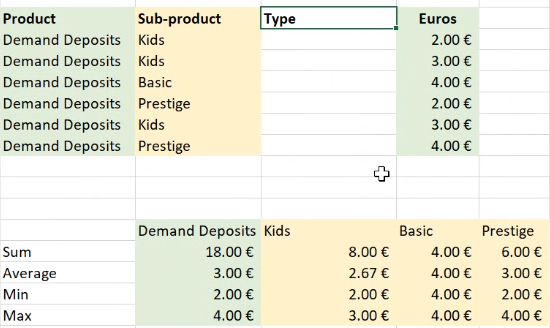 Product Sub-product Type Euros
Demand Deposits Kids 2.00 €
Demand Deposits Kids 3.00 €
Demand Deposits Basic 4.00 €
Demand Deposits Prestige 2.00 €
Demand Deposits Kids 3.00 €
Demand Deposits Prestige 4.00 €
Demand Deposits Kids Basic Prestige
Sum 18.00 € 8.00 € 4.00 € 6.00 €
Average 3.00 € 2.67 € 4.00 € 3.00 €
Min 2.00 € 2.00 € 4.00 € 2.00 €
Max 4.00 € 3.00 € 4.00 € 4.00 €